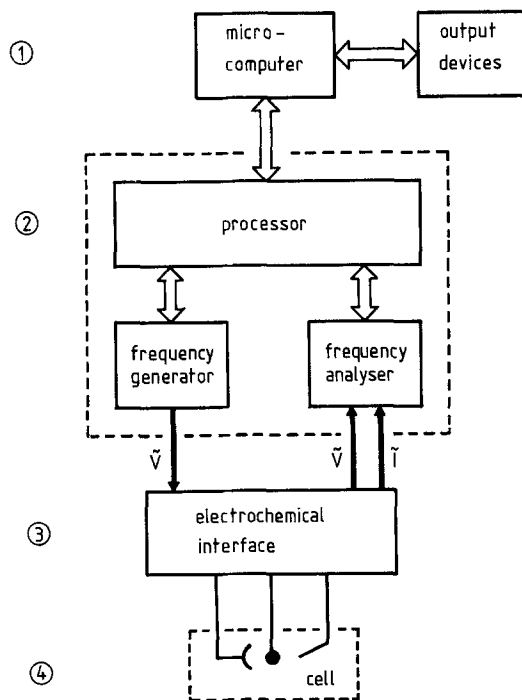 ①
micro-
computer
output
devices
②
processor
frequency
generator
frequency
analyser
Ṽ
Ṽ
Ĩ
③
electrochemical
interface
④
cell